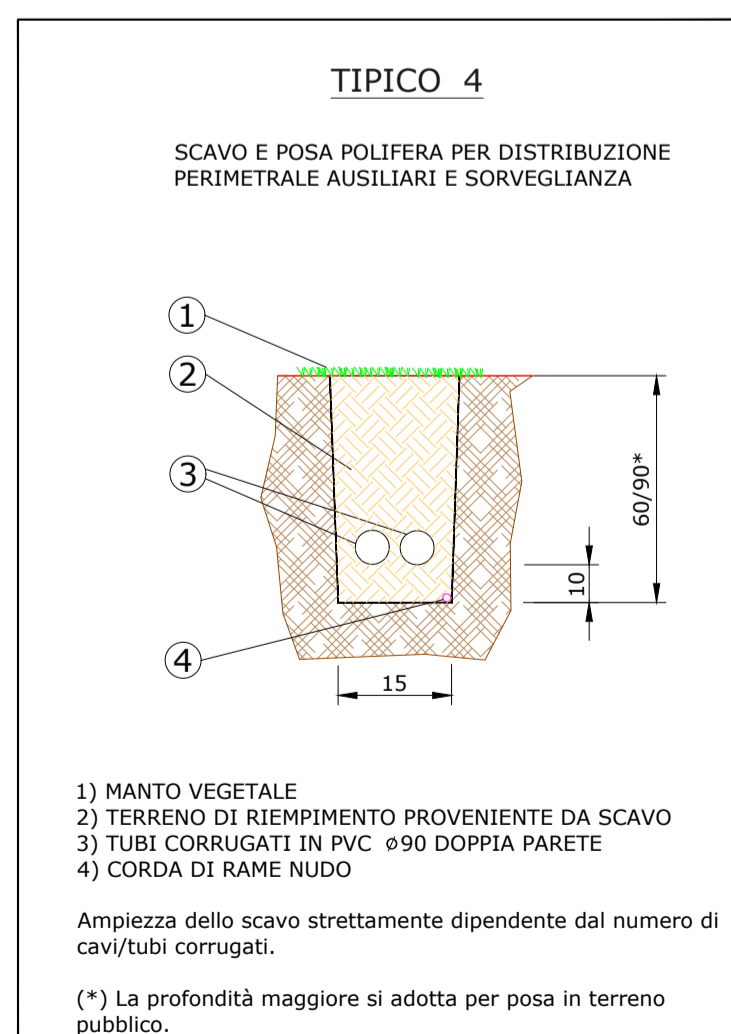 TIPICO 4
SCAVO E POSA POLIFERA PER DISTRIBUZIONE
PERIMETRALE AUSILIARI E SORVEGLIANZA
1
2
3
4
60/90*
10
15
1) MANTO VEGETALE
2) TERRENO DI RIEMPIMENTO PROVENIENTE DA SCAVO
3) TUBI CORRUGATI IN PVC ⌀90 DOPPIA PARETE
4) CORDA DI RAME NUDO
Ampiezza dello scavo strettamente dipendente dal numero di
cavi/tubi corrugati.
(*) La profondità maggiore si adotta per posa in terreno
pubblico.